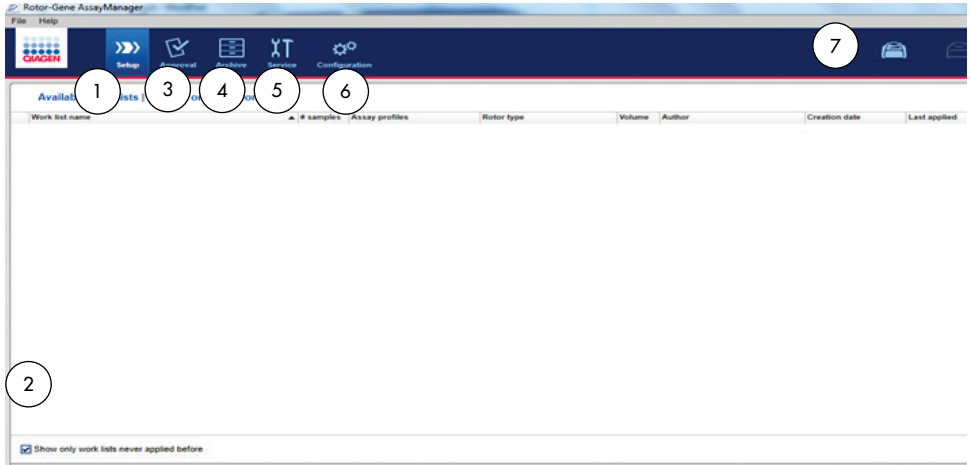 Rotor-Gene AssayManager
File Help
QIAGEN
Setup Approval Archive Service Configuration
7
1 3 4 5 6
Work list name # samples Assay profiles Rotor type Volume Author Creation date Last applied
2
Show only work lists never applied before